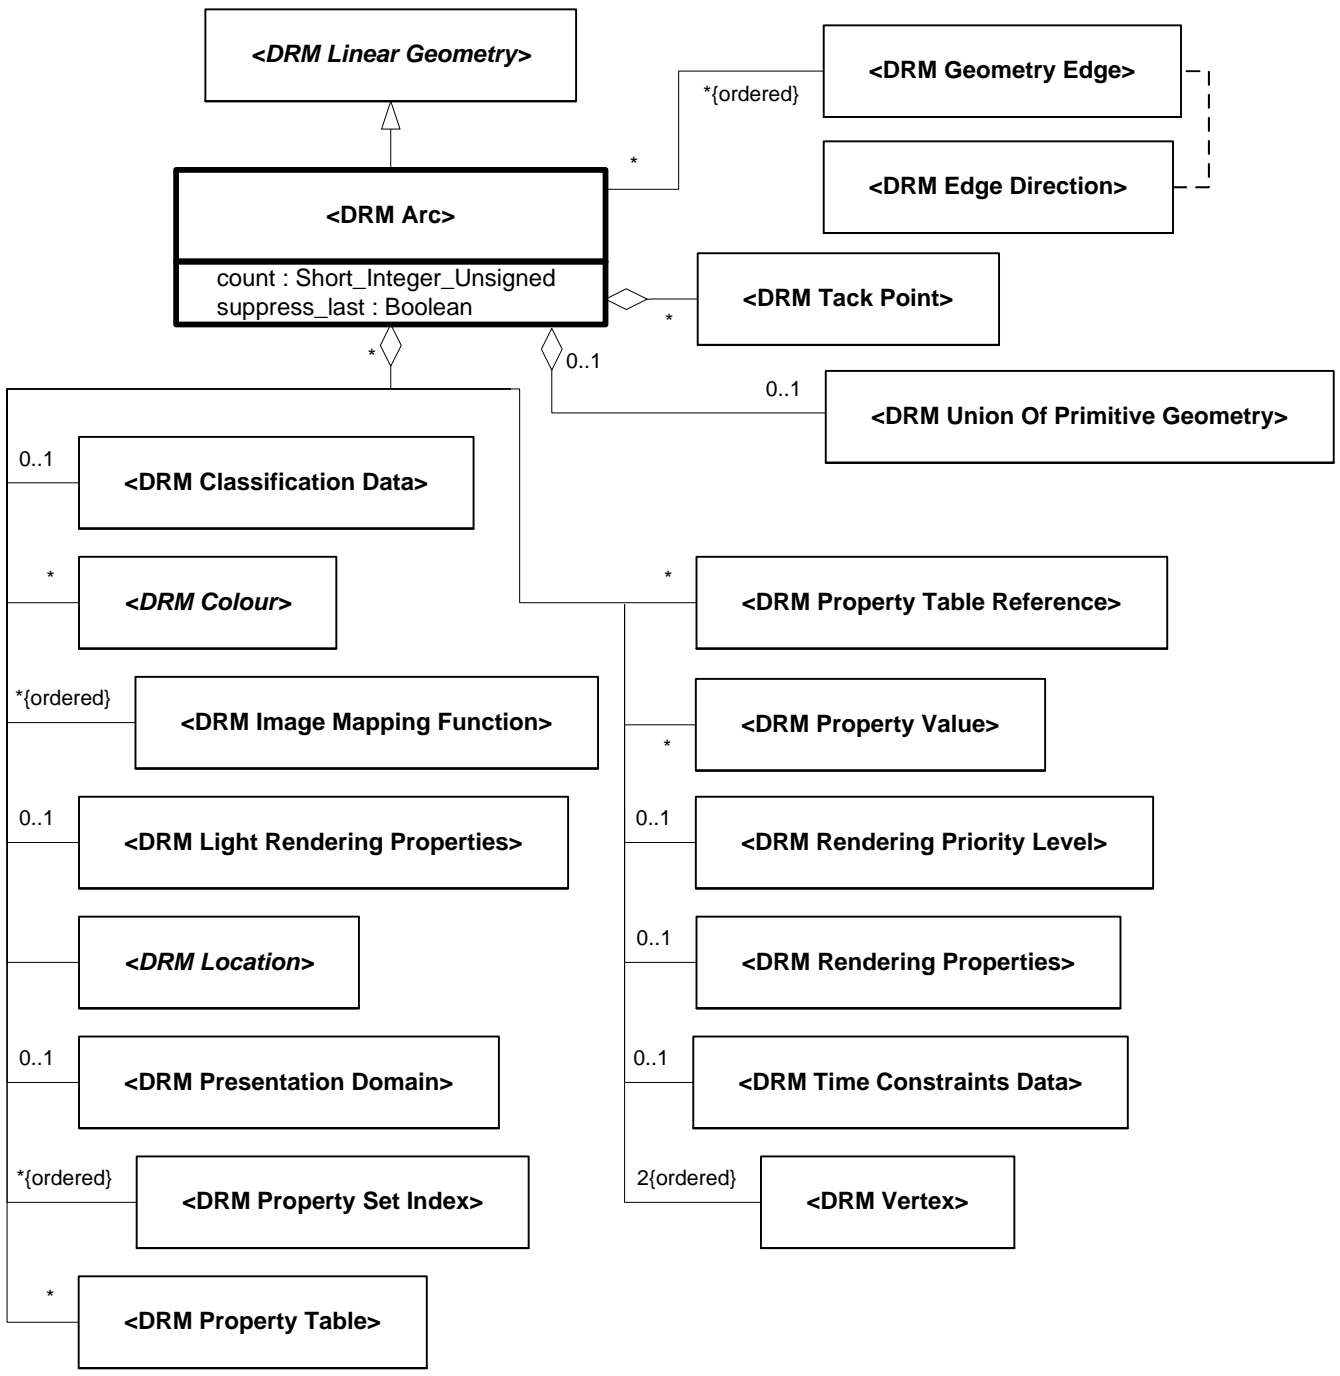 <DRM Linear Geometry>
<DRM Geometry Edge>
*{ordered}
*
<DRM Edge Direction>
<DRM Arc>
count : Short_Integer_Unsigned
suppress_last : Boolean
<DRM Tack Point>
*
*
0..1
0..1
<DRM Union Of Primitive Geometry>
0..1
<DRM Classification Data>
*
<DRM Colour>
*
<DRM Property Table Reference>
*{ordered}
<DRM Image Mapping Function>
<DRM Property Value>
*
0..1
<DRM Light Rendering Properties>
0..1
<DRM Rendering Priority Level>
<DRM Location>
0..1
<DRM Rendering Properties>
0..1
<DRM Presentation Domain>
0..1
<DRM Time Constraints Data>
*{ordered}
<DRM Property Set Index>
2{ordered}
<DRM Vertex>
*
<DRM Property Table>